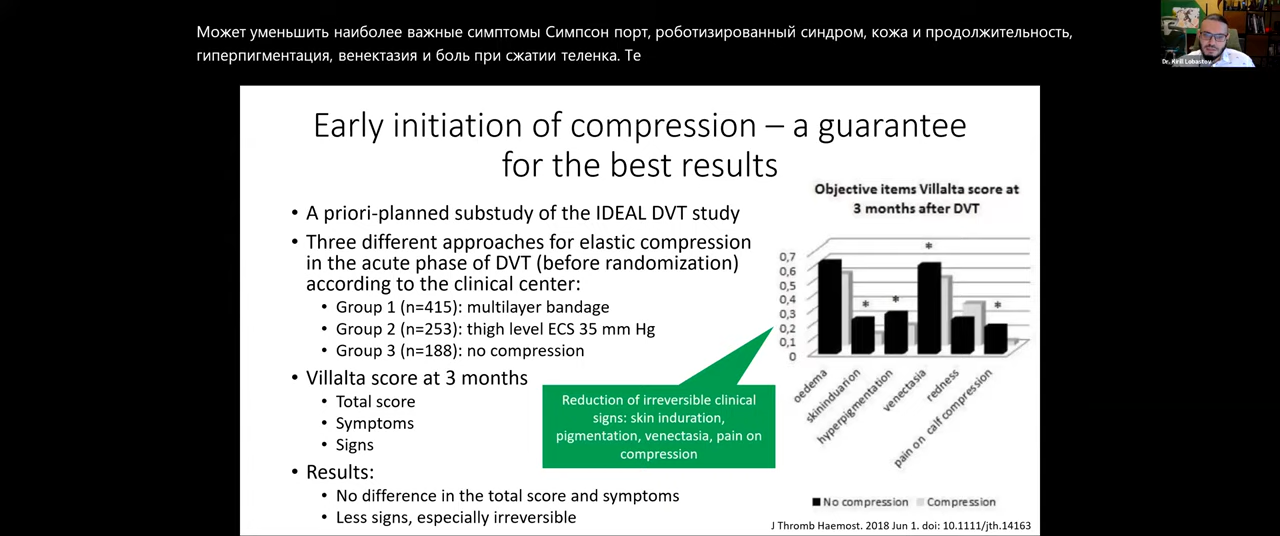 Может уменьшить наиболее важные симптомы Симпсон порт, роботизированный синдром, кожа и продолжительность,
гиперпигментация, венектазия и боль при сжатии теленка. Те
Dr. Kirill Lobastov
Early initiation of compression – a guarantee
for the best results
• A priori-planned substudy of the IDEAL DVT study
• Three different approaches for elastic compression
in the acute phase of DVT (before randomization)
according to the clinical center:
• Group 1 (n=415): multilayer bandage
• Group 2 (n=253): thigh level ECS 35 mm Hg
• Group 3 (n=188): no compression
• Villalta score at 3 months
• Total score
• Symptoms
• Signs
• Results:
• No difference in the total score and symptoms
• Less signs, especially irreversible
Reduction of irreversible clinical
signs: skin induration,
pigmentation, venectasia, pain on
compression
Objective items Villalta score at
3 months after DVT
0,7
0,6
0,5
0,4
0,3
0,2
0,1
0
* * * *
oedema
skininduarion
hyperpigmentation
venectasia
redness
pain on calf compression
No compression Compression
J Thromb Haemost. 2018 Jun 1. doi: 10.1111/jth.14163